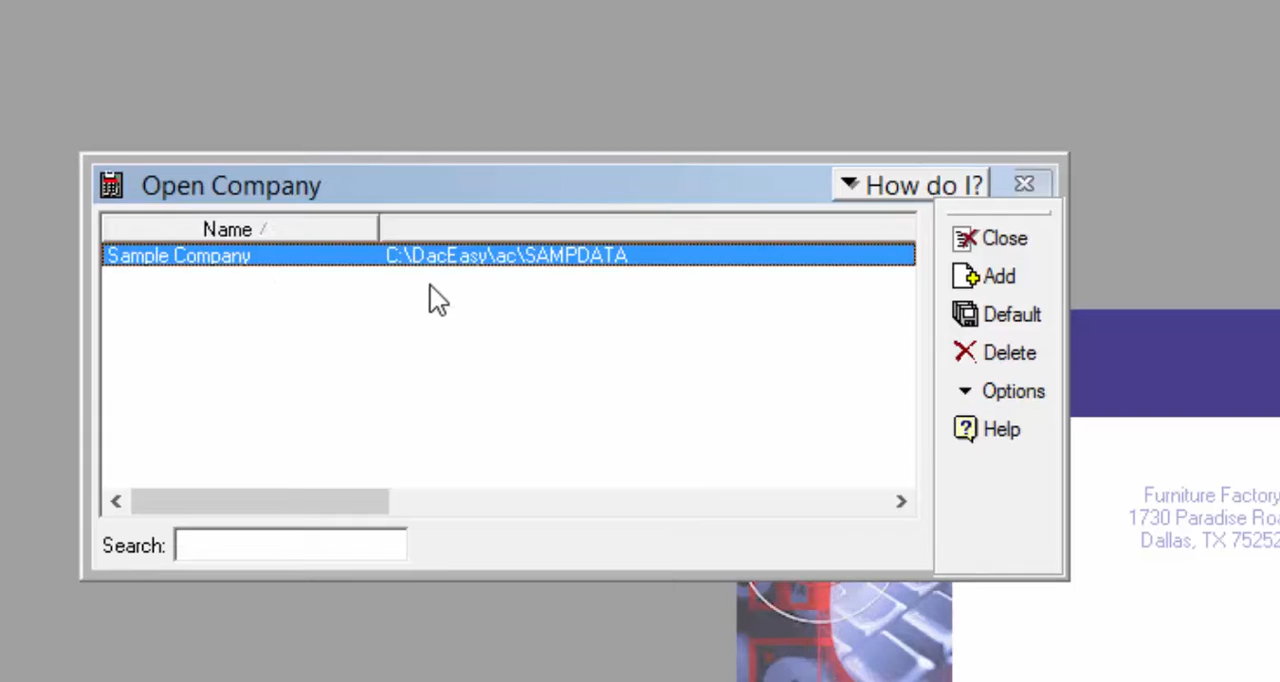 Open Company
How do I?
Name
Sample Company C:\DacEasy\ac\SAMPDATA
Close
Add
Default
Delete
Options
Help
Search:
Furniture Factory
1730 Paradise Roa
Dallas, TX 75252